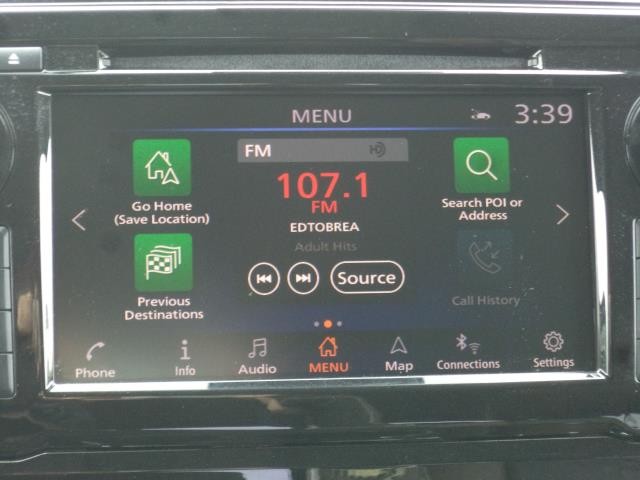 MENU
3:39
FM
HD
107.1
FM
EDTOBREA
Adult Hits
Source
Go Home
(Save Location)
Previous
Destinations
Search POI or
Address
Call History
Phone
Info
Audio
MENU
Map
Connections
Settings